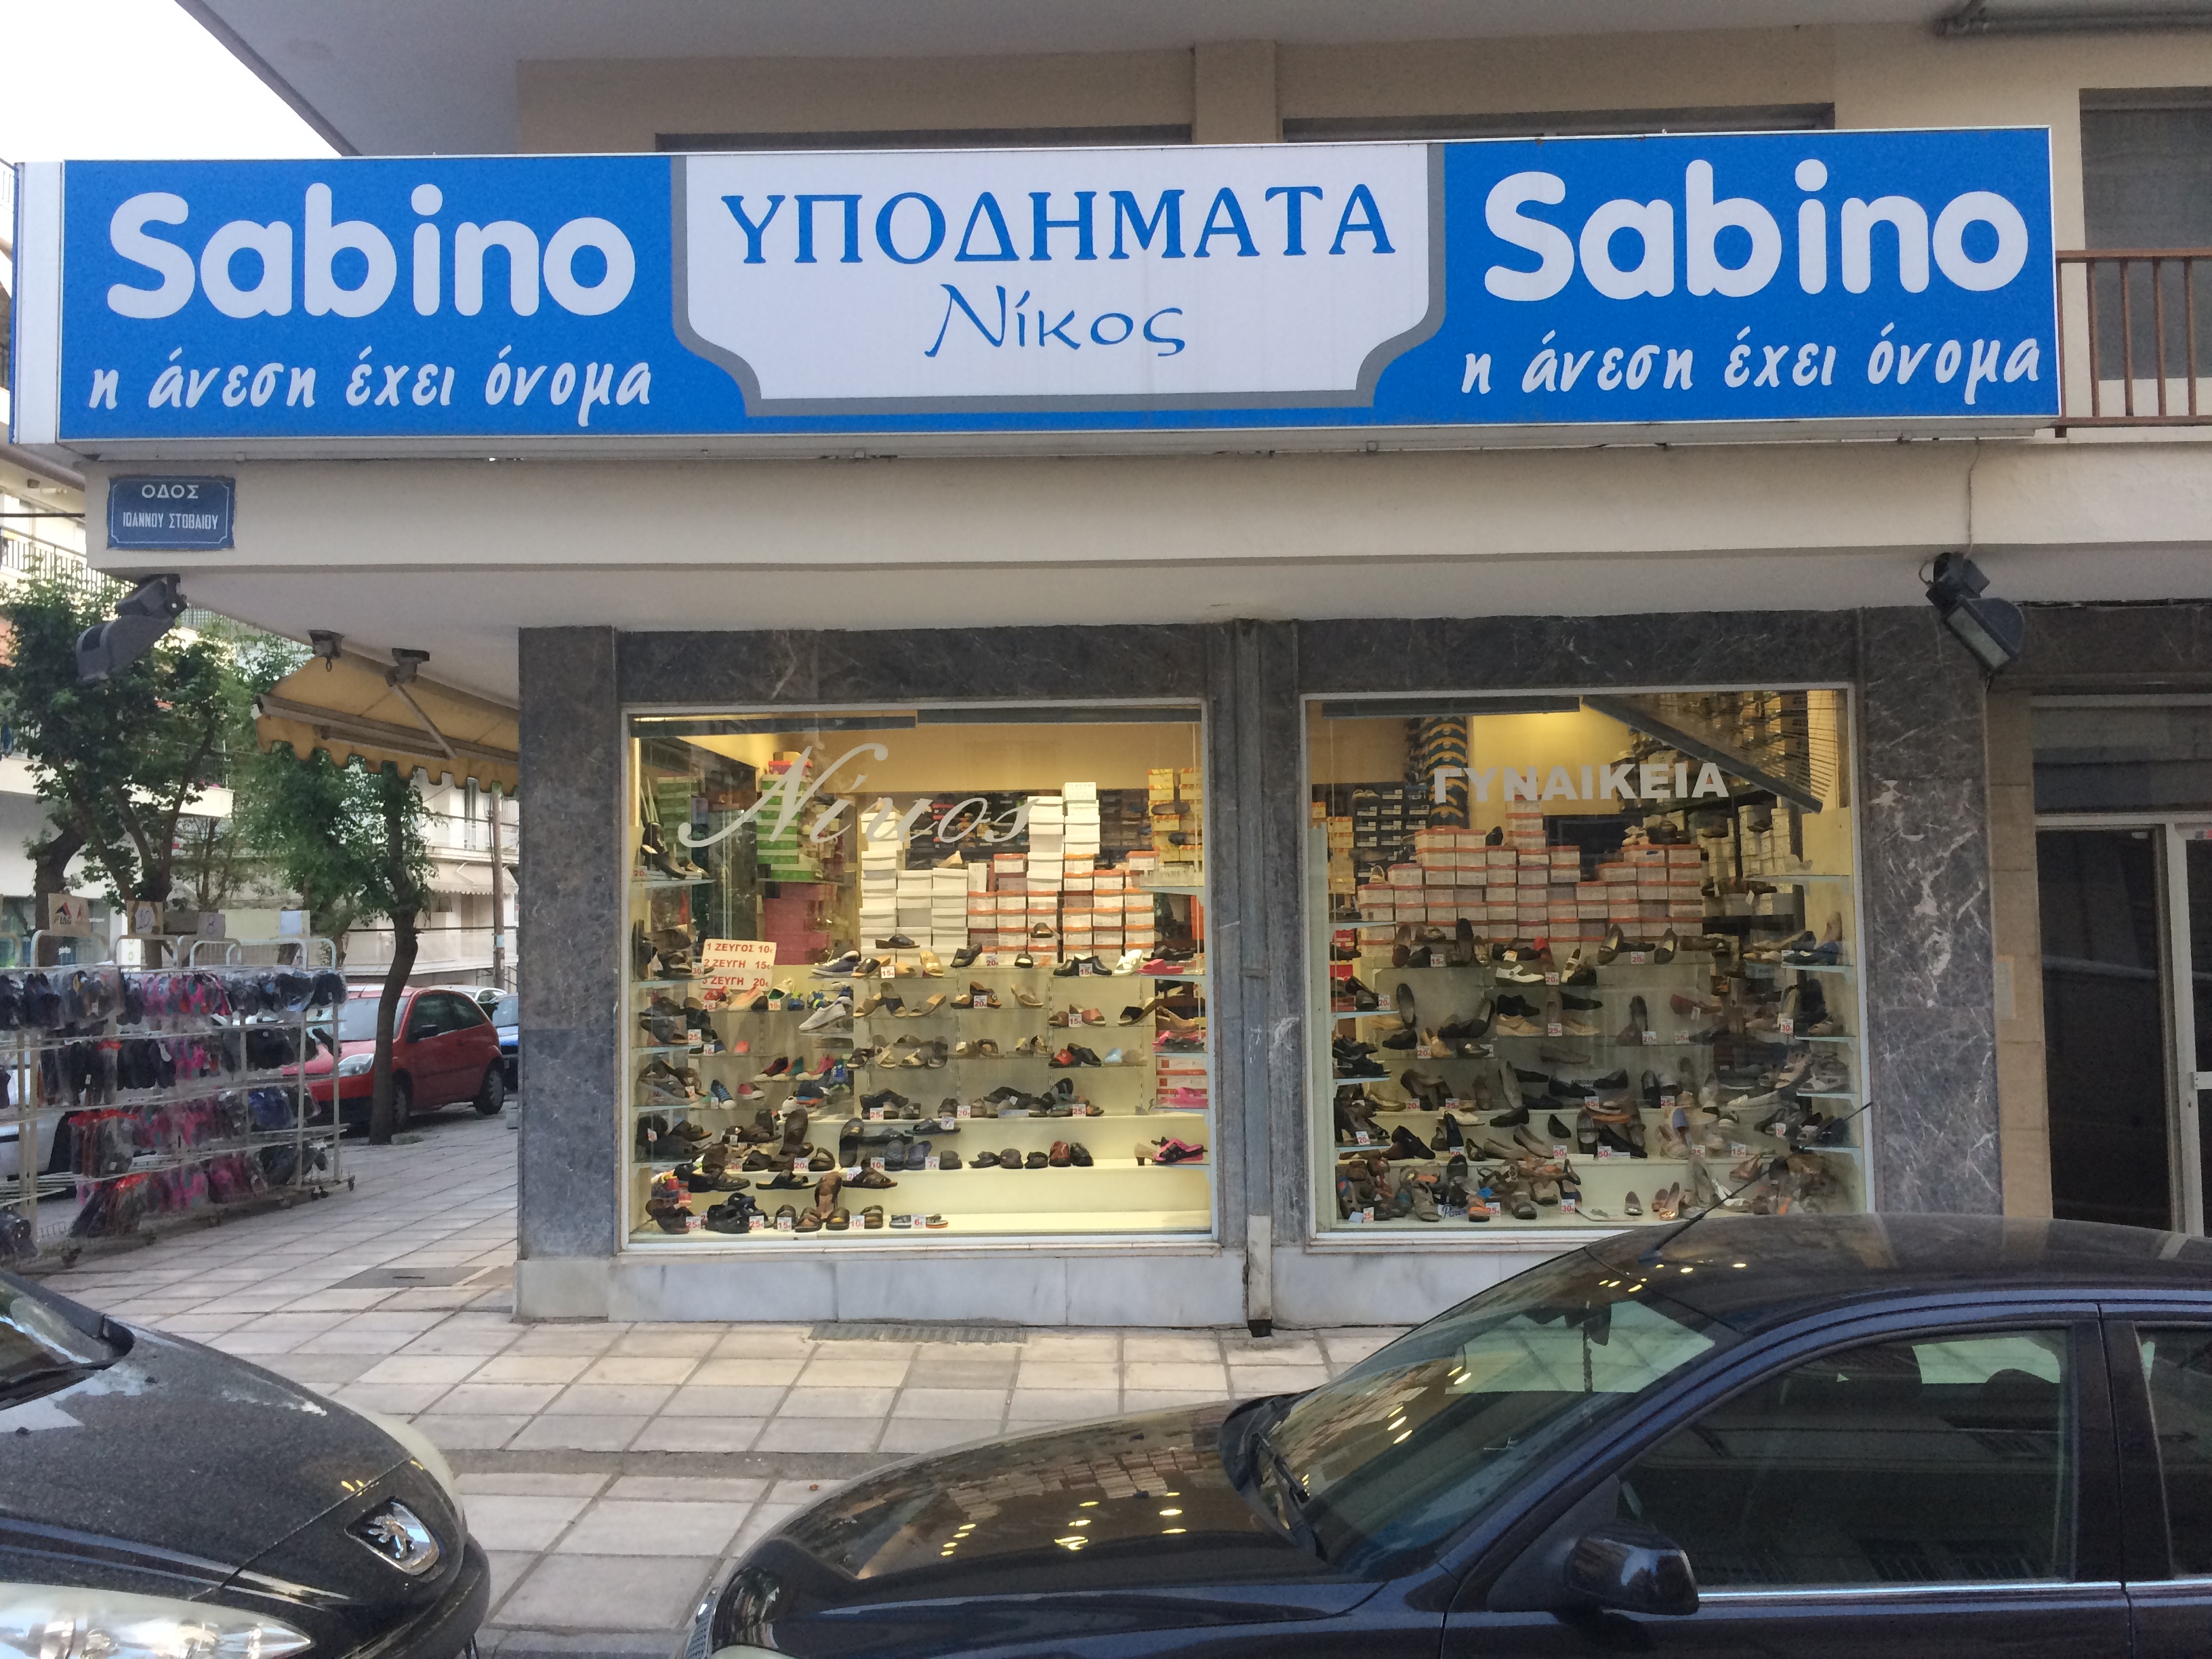 Sabino
η άνεση έχει όνομα
ΥΠΟΔΗΜΑΤΑ
Νίκος
Sabino
η άνεση έχει όνομα
ΟΔΟΣ
ΙΩΑΝΝΟΥ ΣΤΟΒΑΙΟΥ
Νίκος
ΓΥΝΑΙΚΕΙΑ
1 ΖΕΥΓΟΣ 10€
2 ΖΕΥΓΗ 15€
3 ΖΕΥΓΗ 20€